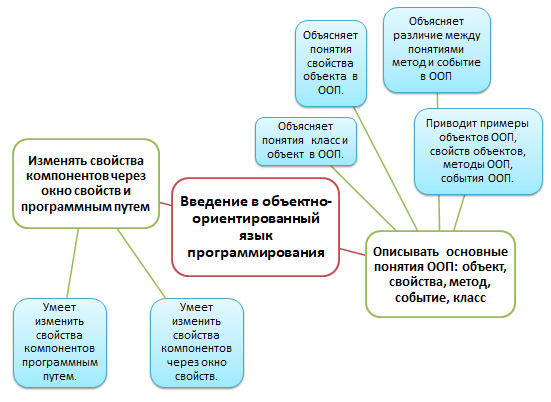 Объясняет
понятия
свойства
объекта в
ООП.
Объясняет
различие между
понятиями
метод и событие
в ООП
Объясняет
понятия класс и
объект в ООП.
Приводит примеры
объектов ООП,
свойств объектов,
методы ООП,
события ООП.
Изменять свойства
компонентов через
окно свойств и
программным путем
Введение в объектно-
ориентированный
язык
программирования
Описывать основные
понятия ООП: объект,
свойства, метод,
событие, класс
Умеет
изменить
свойства
компонентов
программным
путем.
Умеет
изменить
свойства
компонентов
через окно
свойств.